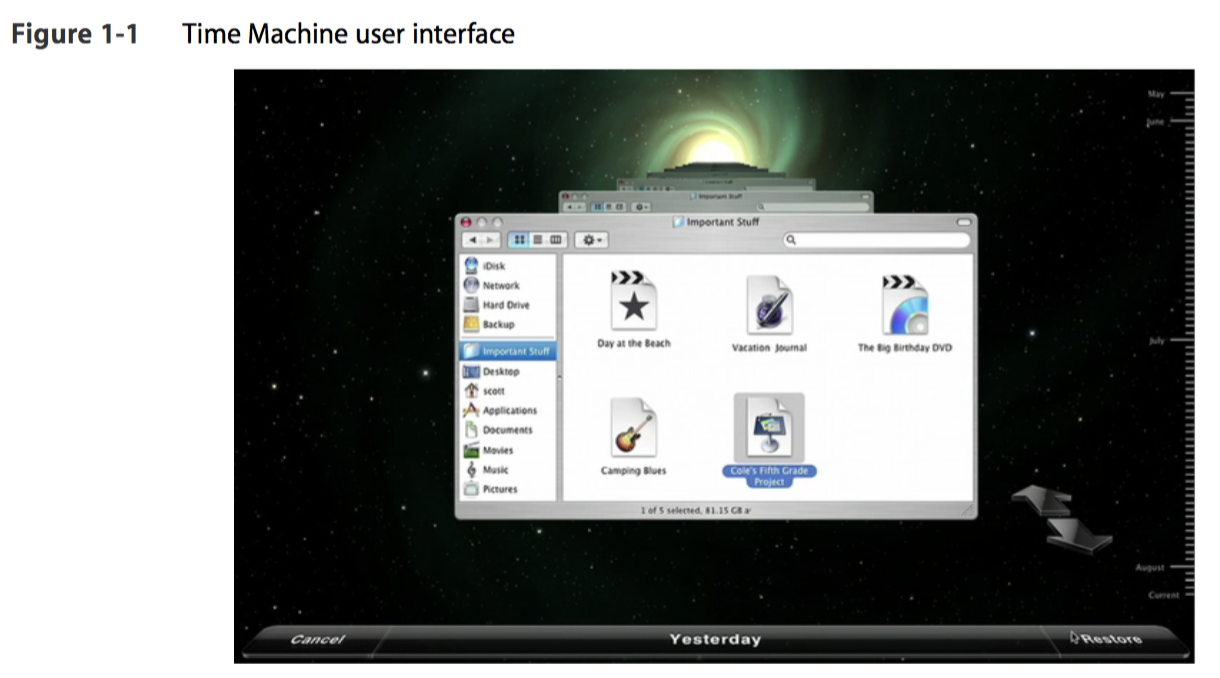 Figure 1-1 Time Machine user interface
May
June
Important Stuff
Important Stuff
iDisk
Network
Hard Drive
Backup
Important Stuff
Desktop
scott
Applications
Documents
Movies
Music
Pictures
Day at the Beach
Vacation Journal
The Big Birthday DVD
Camping Blues
Cole's Fifth Grade
Project
1 of 5 selected, 81.15 GB
July
August
Current
Cancel
Yesterday
Restore